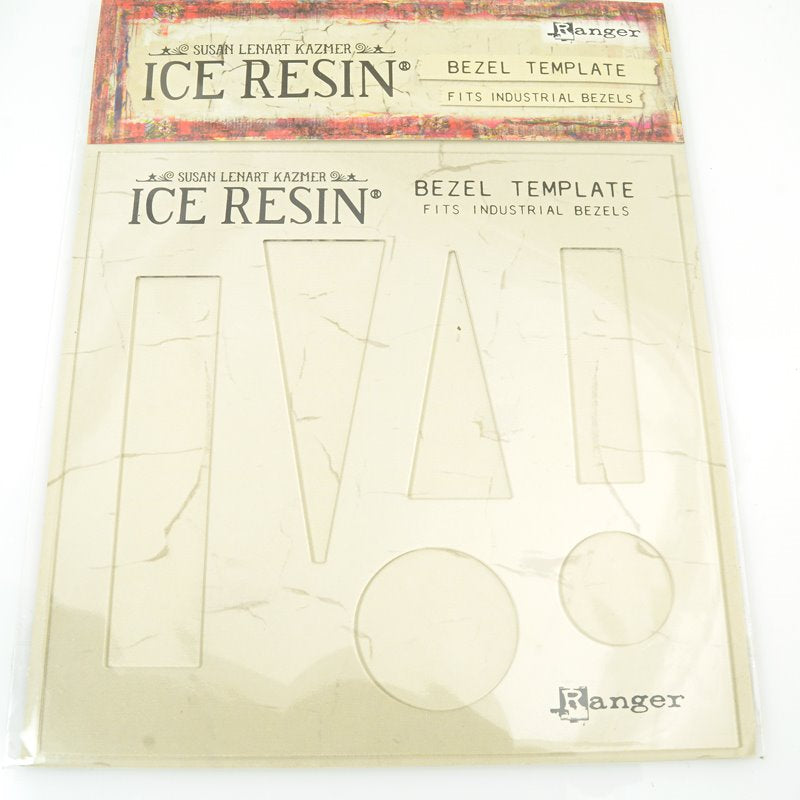 Ranger
SUSAN LENART KAZMER
ICE RESIN®
BEZEL TEMPLATE
FITS INDUSTRIAL BEZELS
SUSAN LENART KAZMER
ICE RESIN®
BEZEL TEMPLATE
FITS INDUSTRIAL BEZELS
Ranger